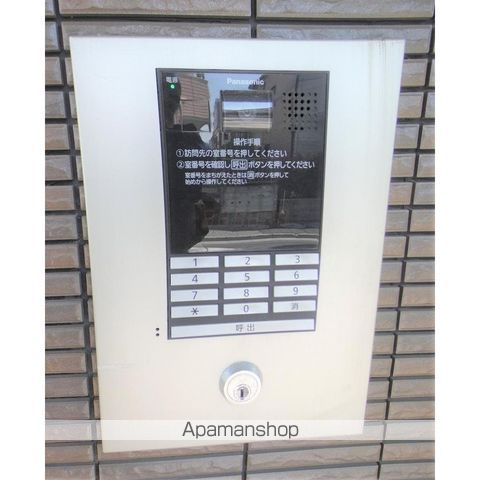 電源
Panasonic
操作手順
①訪問先の室番号を押してください
②室番号を確認し呼出ボタンを押してください
室番号をまちがえたときは消ボタンを押して
始めから操作してください
1 2 3
4 5 6
7 8 9
* 0 消
呼出
Apamanshop